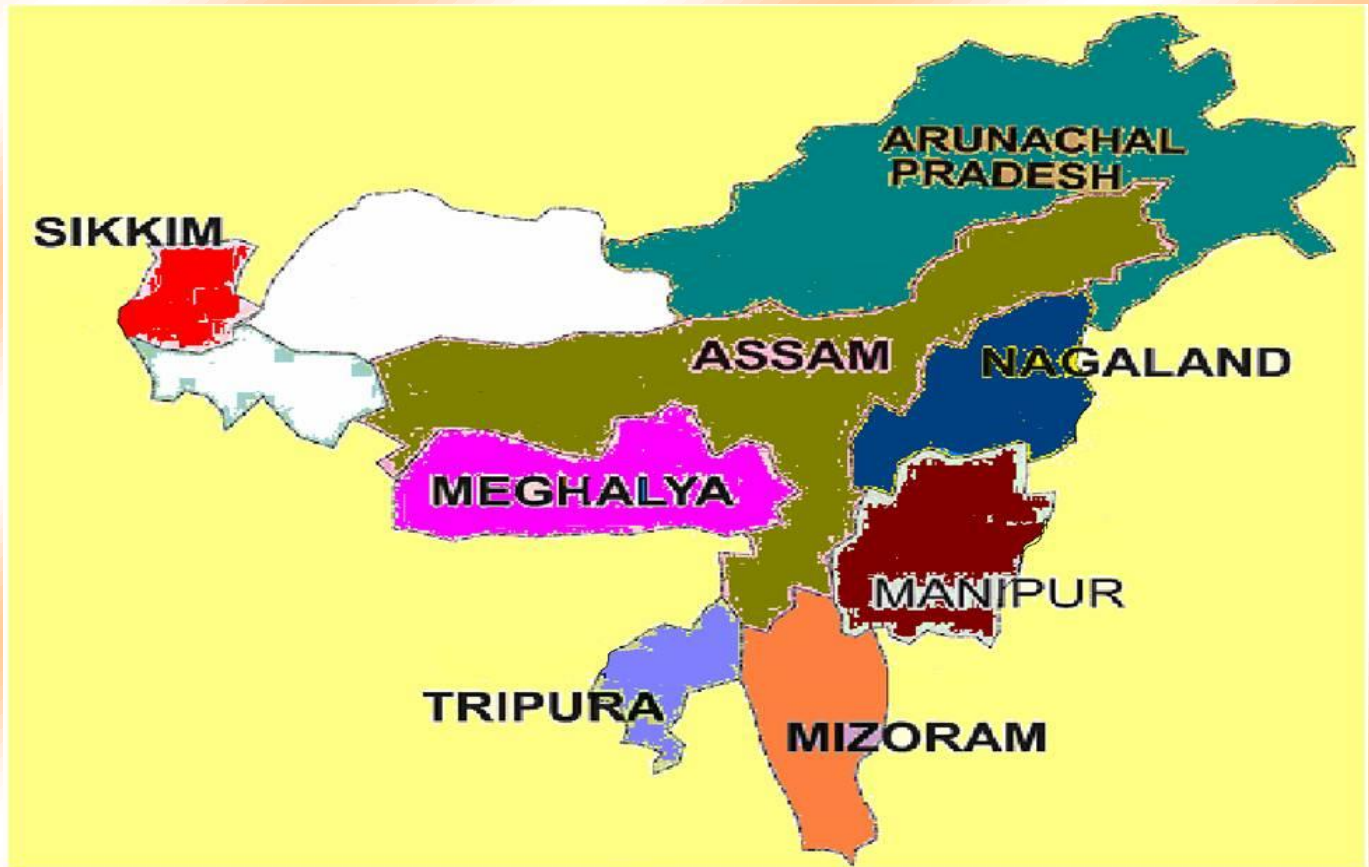 ARUNACHAL
PRADESH
SIKKIM
ASSAM
NAGALAND
MEGHALYA
MANIPUR
TRIPURA
MIZORAM